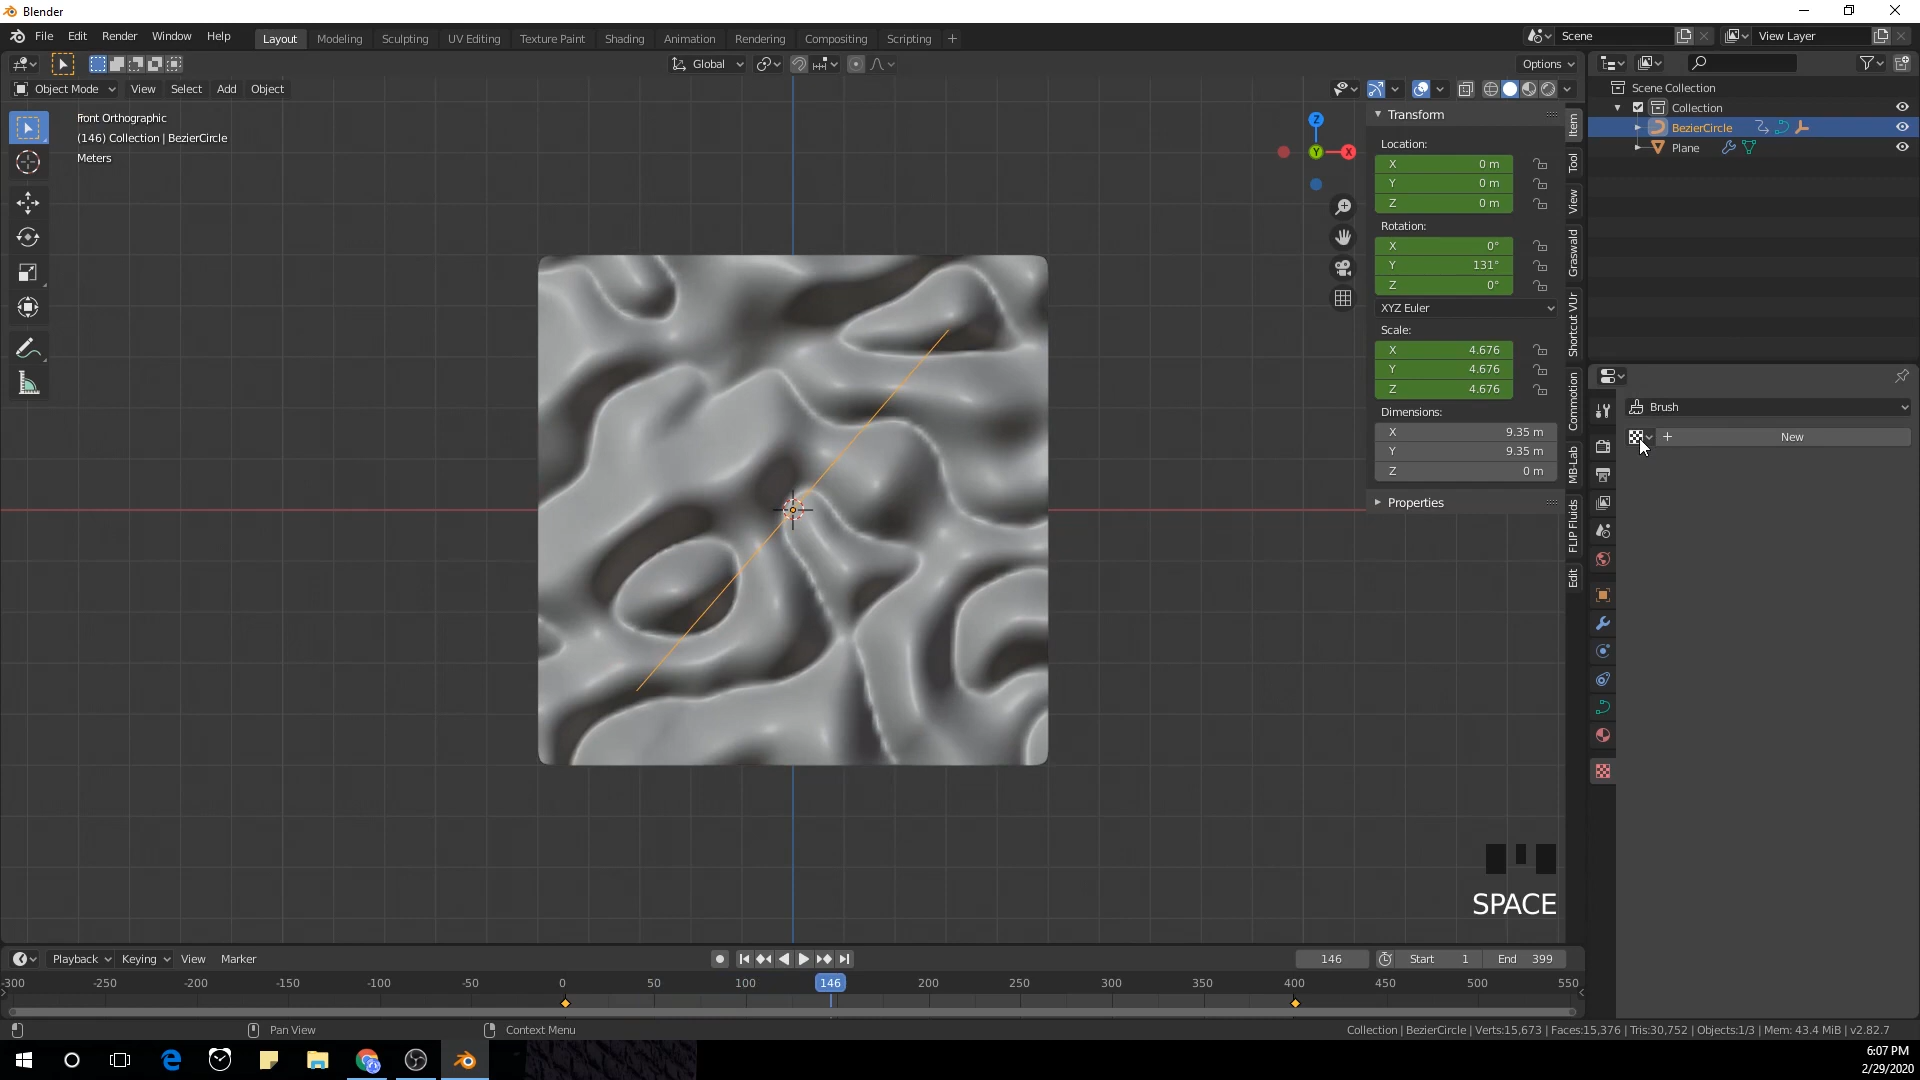 Blender
File Edit Render Window Help
Layout Modeling Sculpting UV Editing Texture Paint Shading Animation Rendering Compositing Scripting +
Scene
View Layer
Global
Options
Object Mode View Select Add Object
Front Orthographic
(146) Collection | BezierCircle
Meters
Z
Y
X
Transform
Location:
X 0 m
Y 0 m
Z 0 m
Rotation:
X 0°
Y 131°
Z 0°
XYZ Euler
Scale:
X 4.676
Y 4.676
Z 4.676
Dimensions:
X 9.35 m
Y 9.35 m
Z 0 m
Properties
Item
Tool
View
Graswald
Shortcut VUr
Commotion
MB-Lab
FLIP Fluids
Edit
Scene Collection
Collection
BezierCircle
Plane
Brush
+ New
SPACE
Playback Keying View Marker
146
Start 1
End 399
-300 -250 -200 -150 -100 -50 0 50 100 146 200 250 300 350 400 450 500 550
Pan View
Context Menu
Collection | BezierCircle | Verts:15,673 | Faces:15,376 | Tris:30,752 | Objects:1/3 | Mem: 43.4 MiB | v2.82.7
6:07 PM
2/29/2020